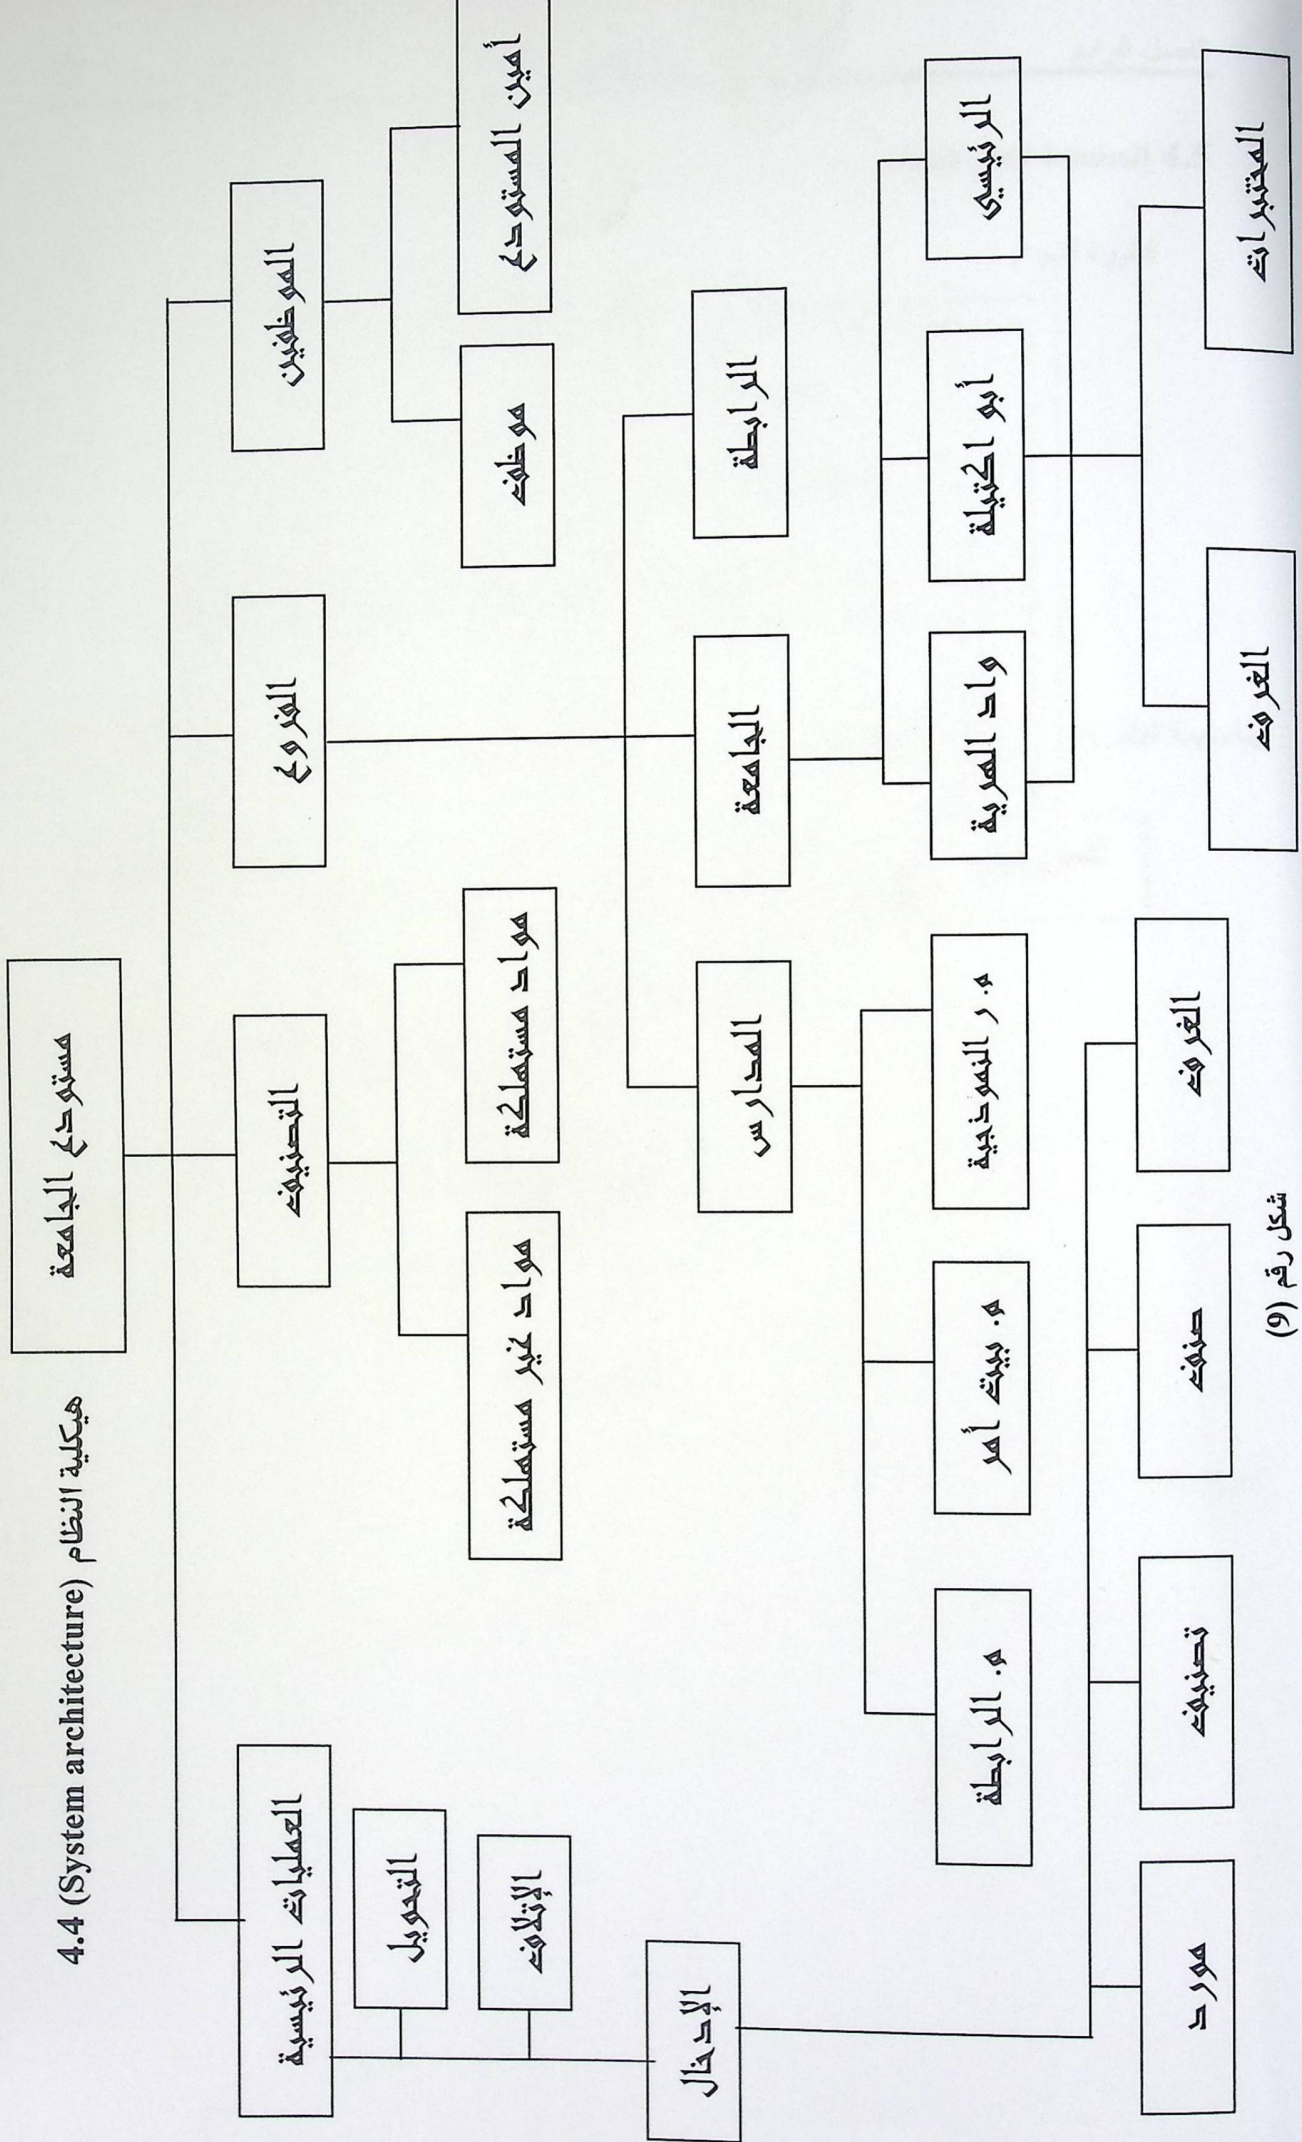 4.4 (System architecture) هيكلية النظام
مستودع الجامعة
العمليات الرئيسية
التصنيف
الفروع
الموظفين
التحويل
الإتلاف
الإدخال
مواد غير مستهلكة
مواد مستهلكة
موظف
أمين المستودع
المدارس
الجامعة
الرابطة
م. الرابطة
م. بيت أمر
م. ر النموذجية
واد الهرية
أبو اكتيلة
الرئيسي
مورد
تصنيف
صنف
الغرف
الغرف
المختبرات
شكل رقم (9)